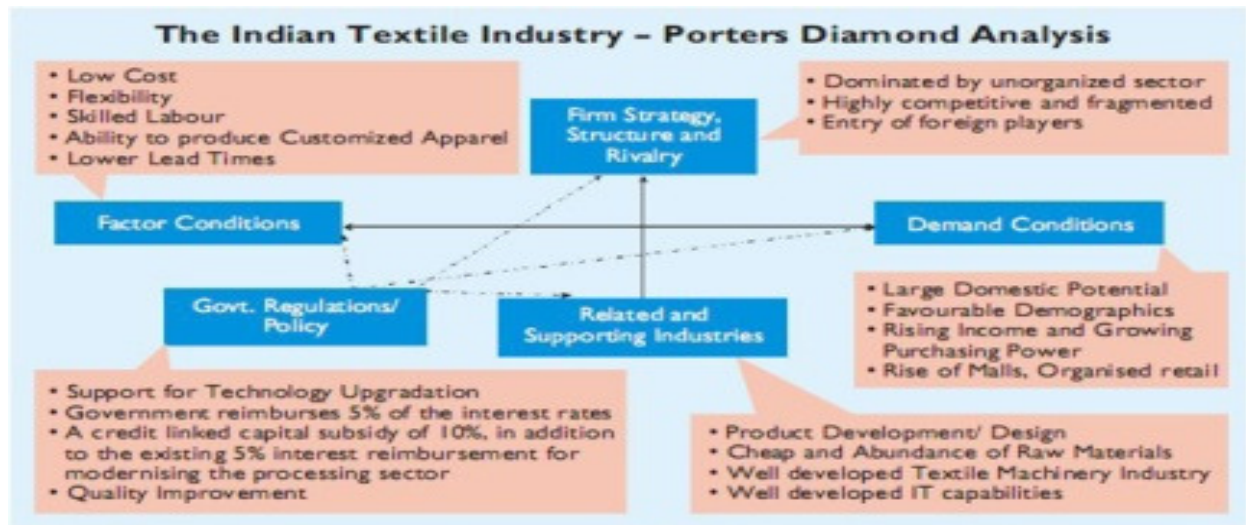 The Indian Textile Industry – Porters Diamond Analysis
• Low Cost
• Flexibility
• Skilled Labour
• Ability to produce Customized Apparel
• Lower Lead Times
Firm Strategy,
Structure and
Rivalry
• Dominated by unorganized sector
• Highly competitive and fragmented
• Entry of foreign players
Factor Conditions
Demand Conditions
Govt. Regulations/
Policy
Related and
Supporting Industries
• Large Domestic Potential
• Favourable Demographics
• Rising Income and Growing
Purchasing Power
• Rise of Malls, Organised retail
• Support for Technology Upgradation
• Government reimburses 5% of the interest rates
• A credit linked capital subsidy of 10%, in addition
to the existing 5% interest reimbursement for
modernising the processing sector
• Quality Improvement
• Product Development/ Design
• Cheap and Abundance of Raw Materials
• Well developed Textile Machinery Industry
• Well developed IT capabilities